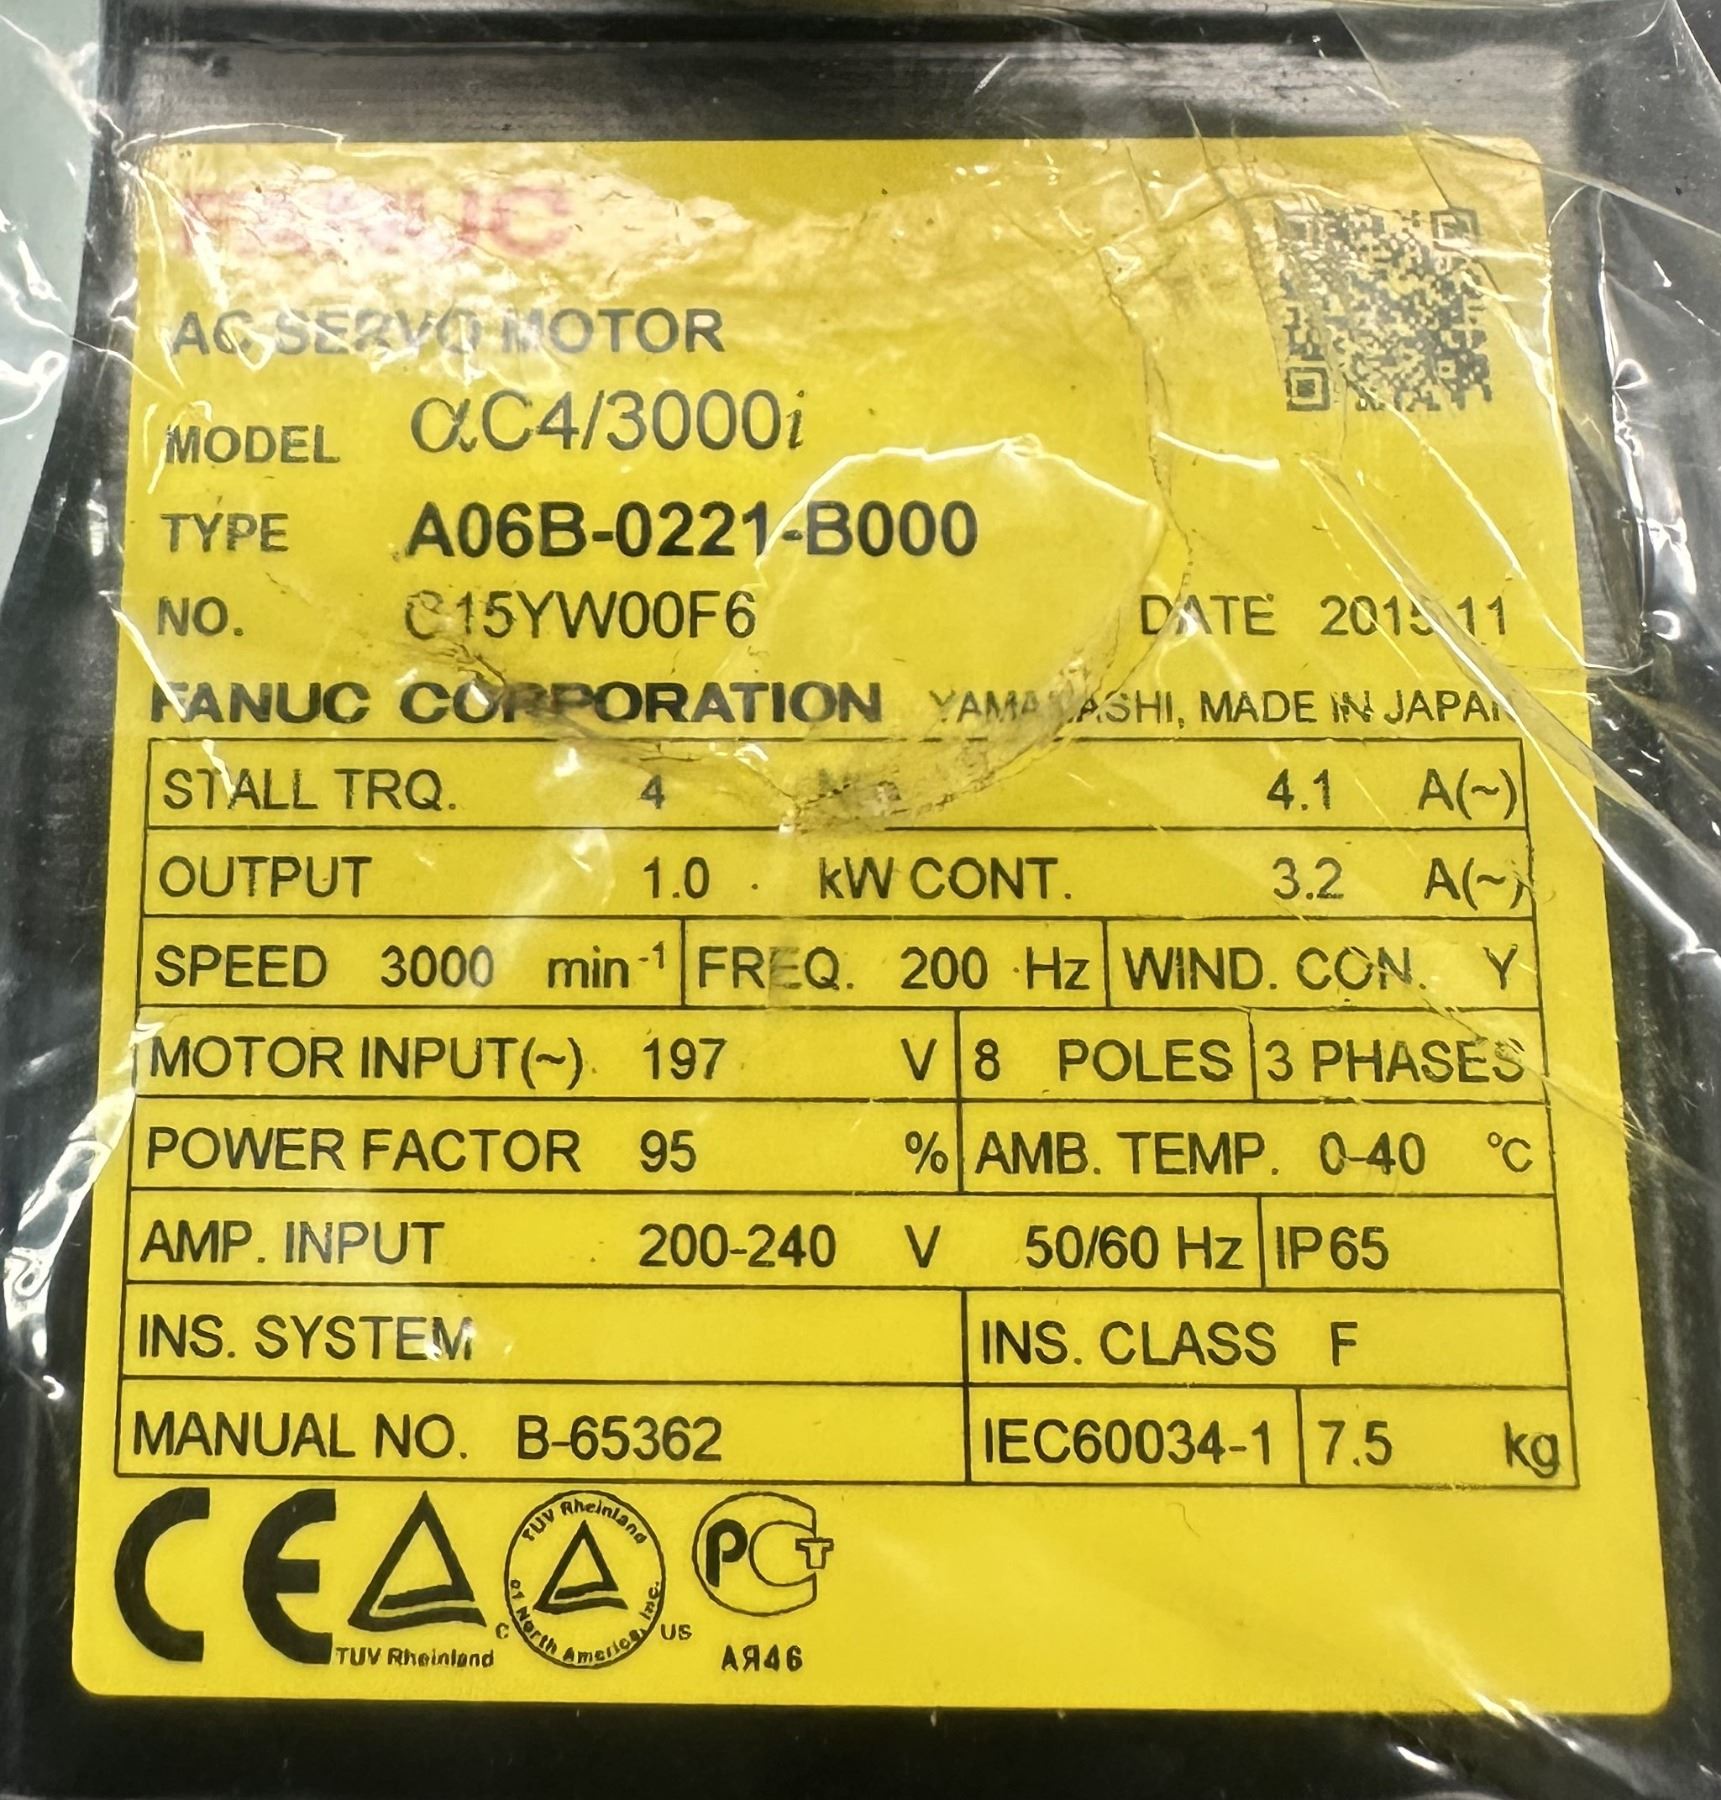 FANUC
AC SERVO MOTOR
MODEL αC4/3000i
TYPE A06B-0221-B000
NO. C15YW00F6 DATE 2015.11
FANUC CORPORATION YAMANASHI, MADE IN JAPAN
STALL TRQ. 4 4.1 A(~)
OUTPUT 1.0 kW CONT. 3.2 A(~)
SPEED 3000 min-1 FREQ. 200 Hz WIND. CON. Y
MOTOR INPUT(~) 197 V 8 POLES 3 PHASES
POWER FACTOR 95 % AMB. TEMP. 0-40 °C
AMP. INPUT 200-240 V 50/60 Hz IP65
INS. SYSTEM INS. CLASS F
MANUAL NO. B-65362 IEC60034-1 7.5 kg
CE
TUV Rheinland
C TUV Rheinland of North America, Inc. US
PCT
AЯ46